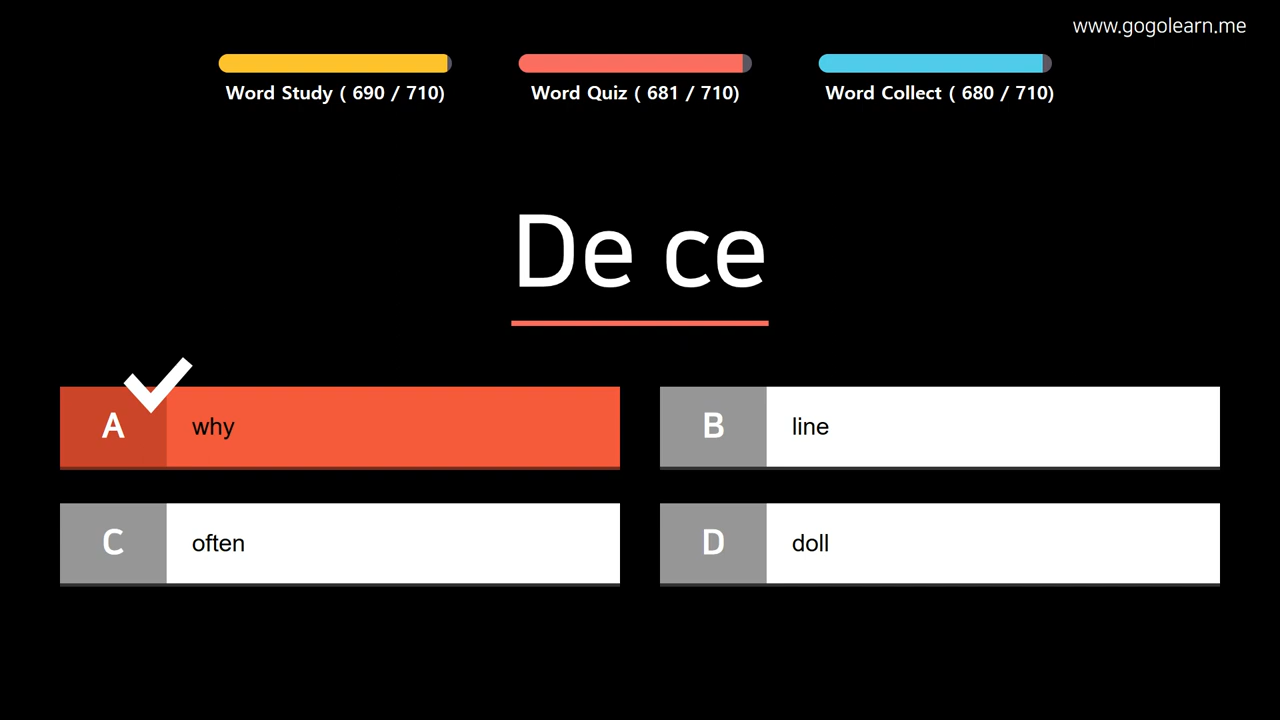 www.gogolearn.me
Word Study ( 690 / 710)
Word Quiz ( 681 / 710)
Word Collect ( 680 / 710)
De ce
A why
B line
C often
D doll